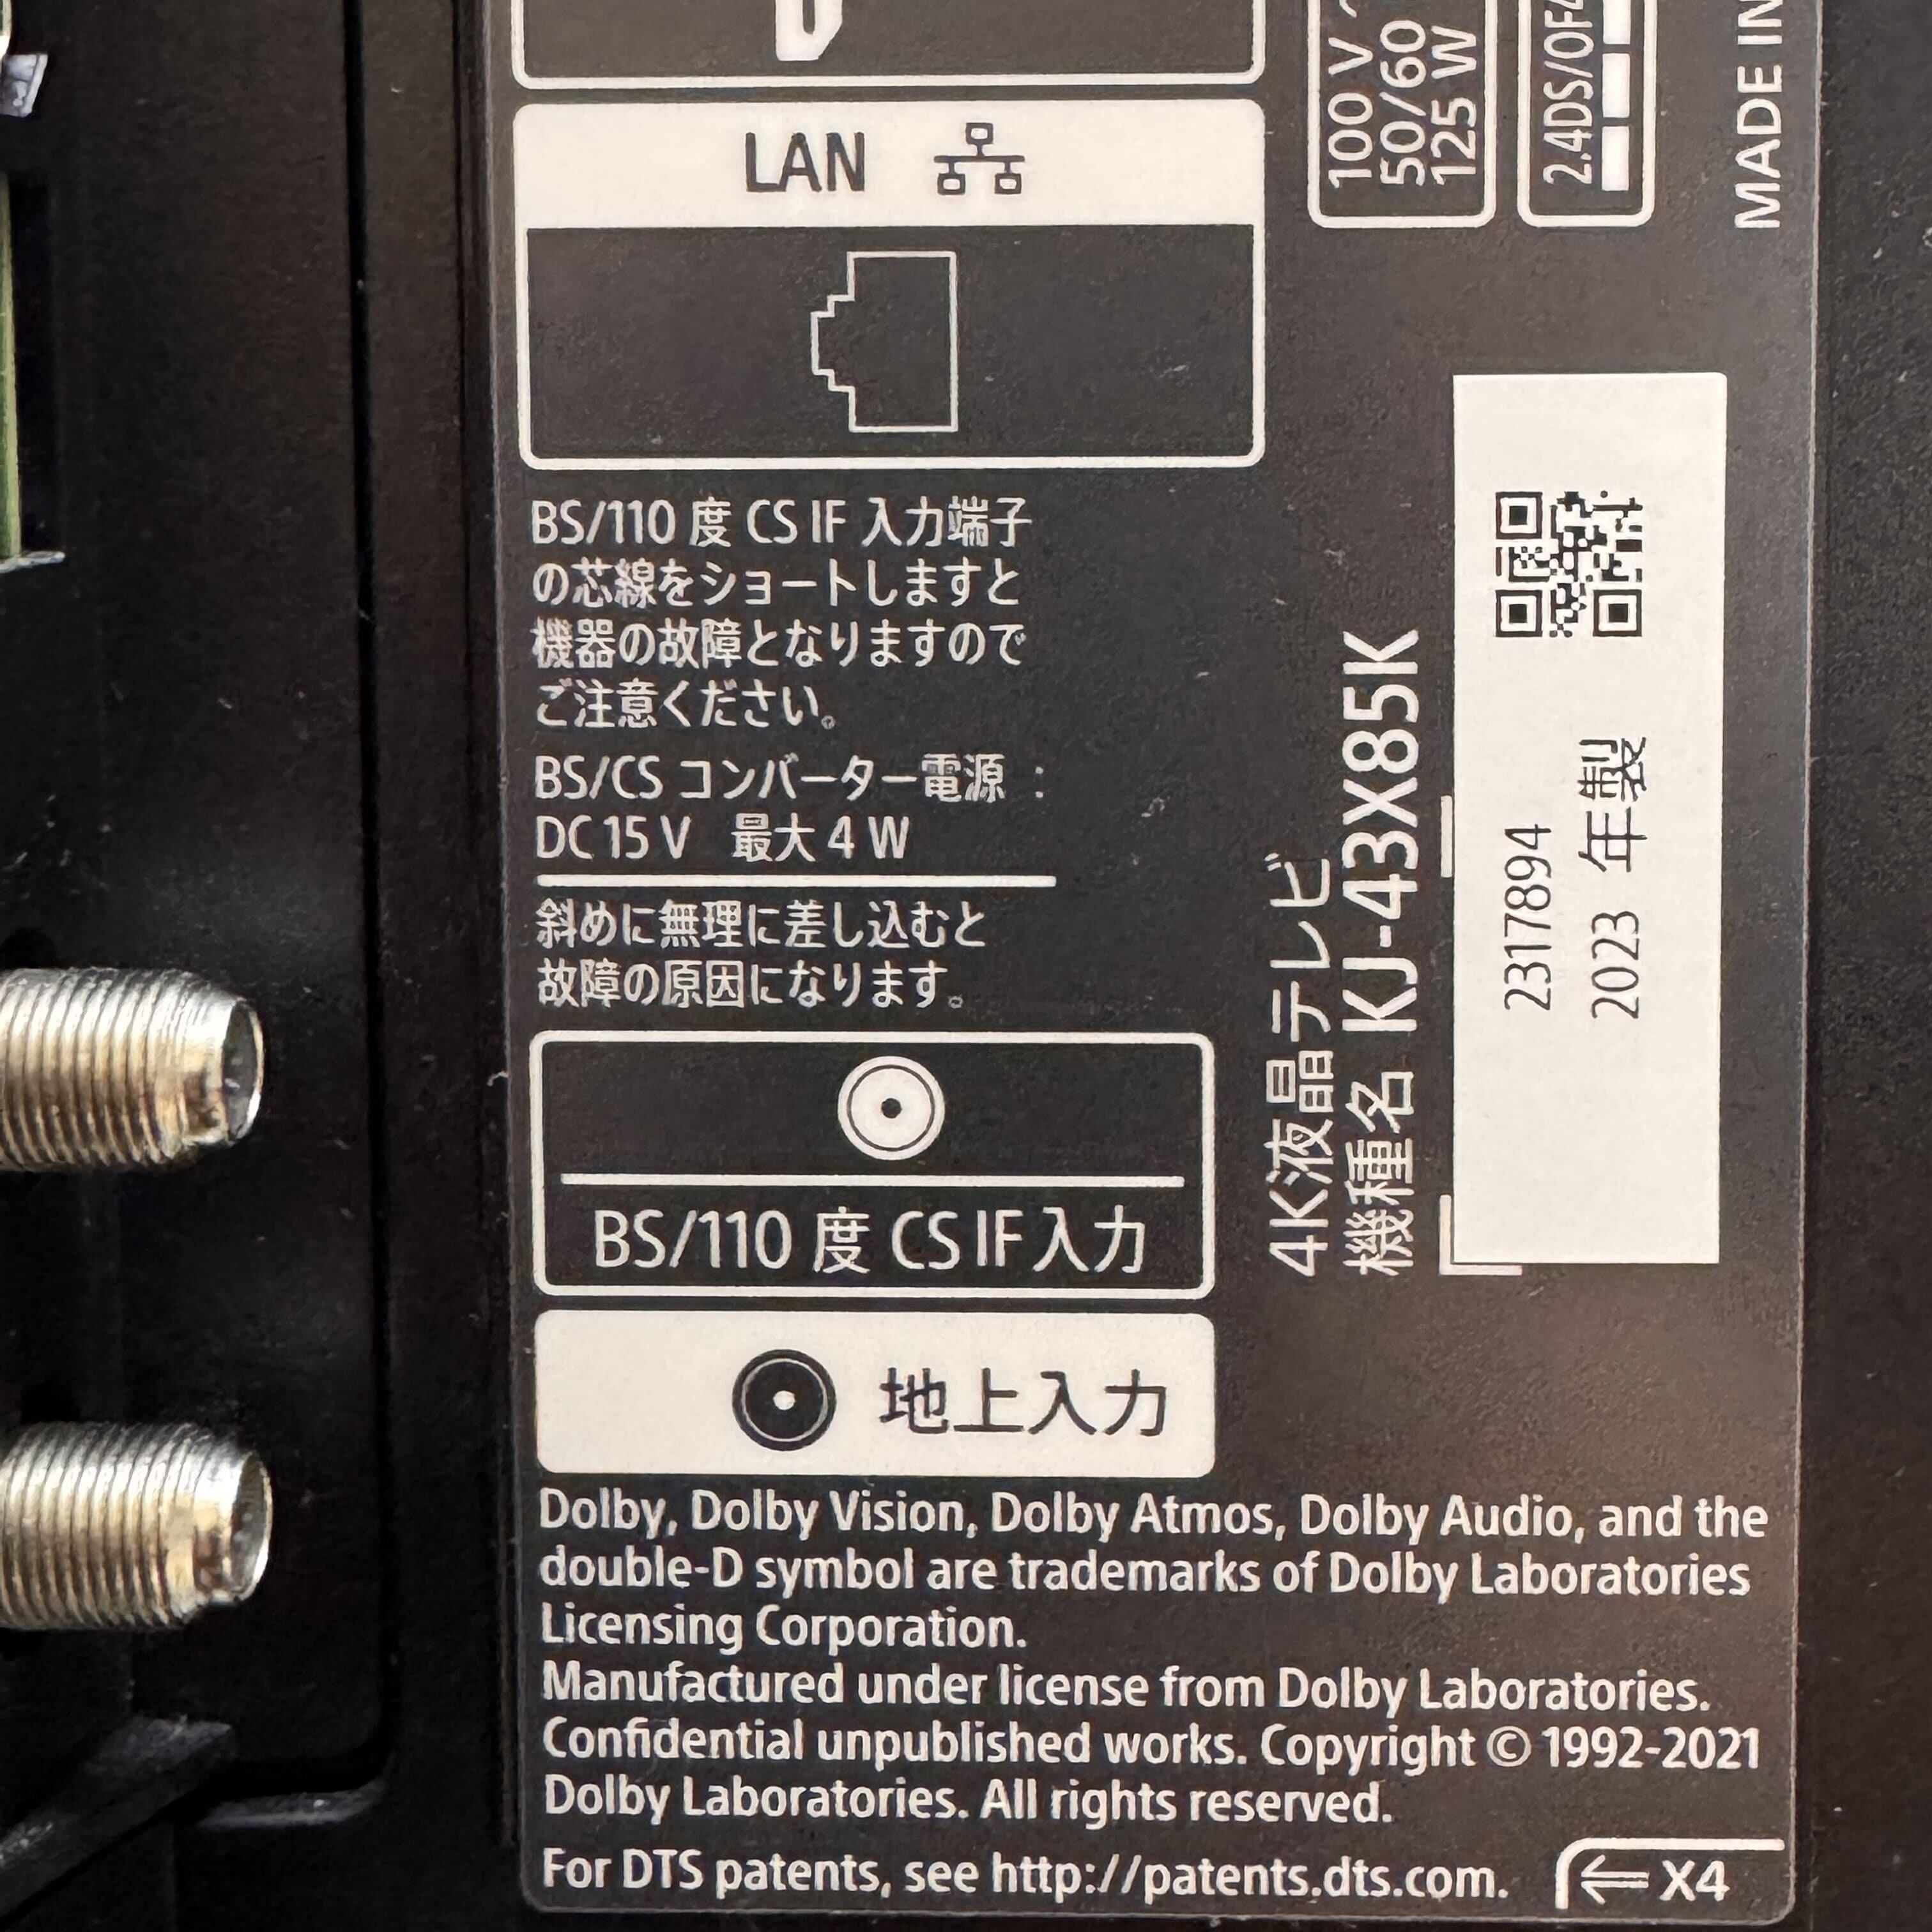 LAN
BS/110 度 CS IF 入力端子
の芯線をショートしますと
機器の故障となりますので
ご注意ください。
BS/CS コンバーター電源 :
DC 15 V 最大 4 W
斜めに無理に差し込むと
故障の原因になります。
BS/110 度 CS IF 入力
地上入力
Dolby, Dolby Vision, Dolby Atmos, Dolby Audio, and the
double-D symbol are trademarks of Dolby Laboratories
Licensing Corporation.
Manufactured under license from Dolby Laboratories.
Confidential unpublished works. Copyright © 1992-2021
Dolby Laboratories. All rights reserved.
For DTS patents, see http://patents.dts.com.
X4
4K液晶テレビ
機種名 KJ-43X85K
2317894
2023 年製
100 V
50/60
125 W
2.4DS/OF4
MADE IN